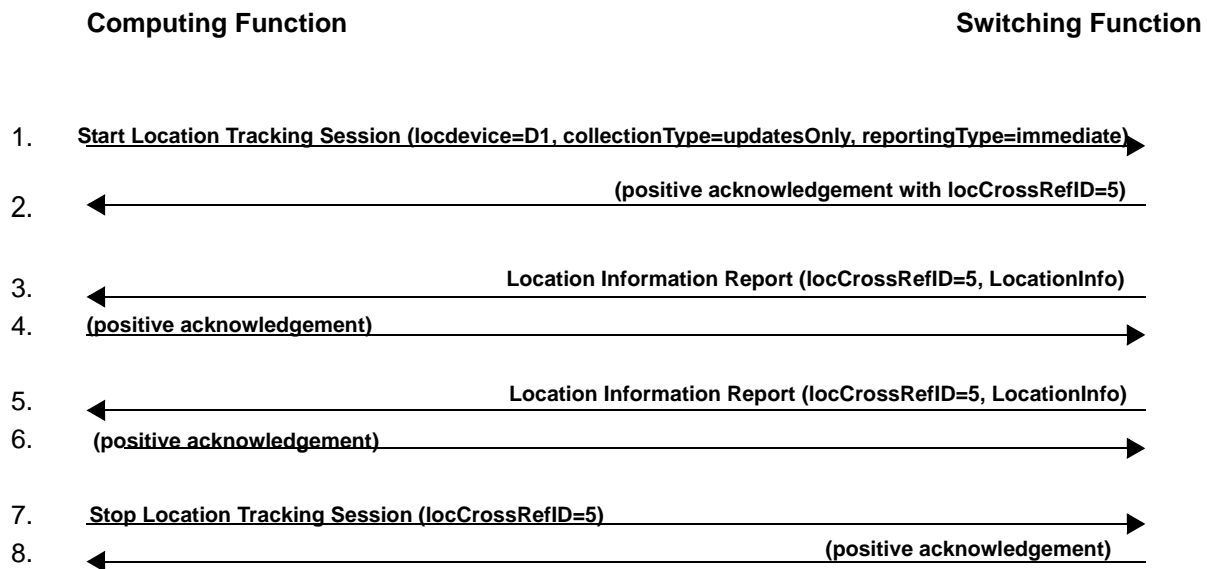 Computing Function Switching Function
1. Start Location Tracking Session (locdevice=D1, collectionType=updatesOnly, reportingType=immediate)
2. (positive acknowledgement with locCrossRefID=5)
3. Location Information Report (locCrossRefID=5, LocationInfo)
4. (positive acknowledgement)
5. Location Information Report (locCrossRefID=5, LocationInfo)
6. (positive acknowledgement)
7. Stop Location Tracking Session (locCrossRefID=5)
8. (positive acknowledgement)